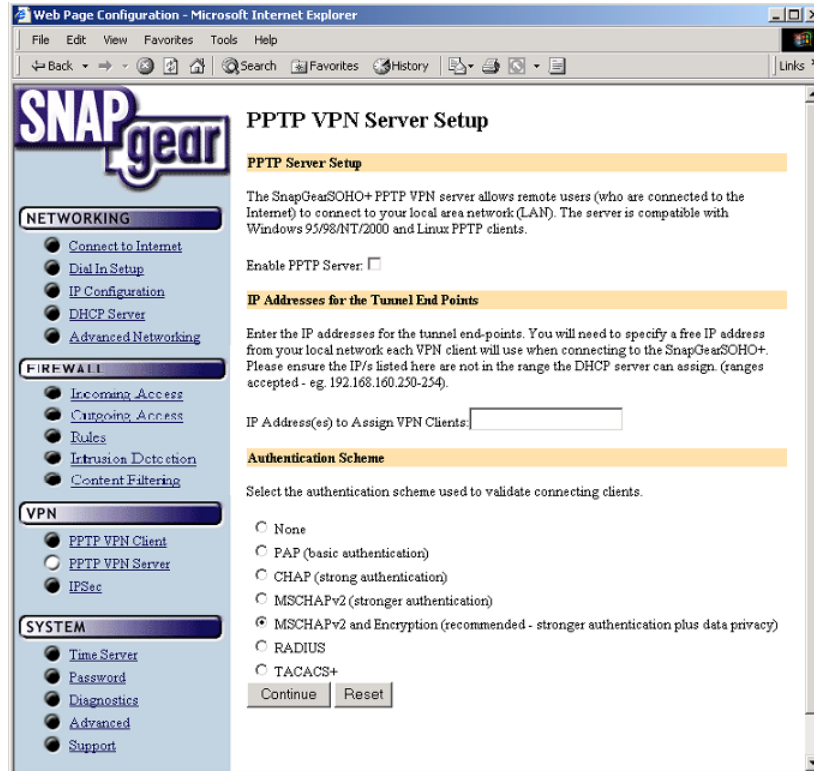 Web Page Configuration - Microsoft Internet Explorer
File Edit View Favorites Tools Help
Back Search Favorites History Links
SNAP gear
NETWORKING
Connect to Internet
Dial In Setup
IP Configuration
DHCP Server
Advanced Networking
FIREWALL
Incoming Access
Outgoing Access
Rules
Intrusion Detection
Content Filtering
VPN
PPTP VPN Client
PPTP VPN Server
IPSec
SYSTEM
Time Server
Password
Diagnostics
Advanced
Support
PPTP VPN Server Setup
PPTP Server Setup
The SnapGearSOHO+ PPTP VPN server allows remote users (who are connected to the
Internet) to connect to your local area network (LAN). The server is compatible with
Windows 95/98/NT/2000 and Linux PPTP clients.
Enable PPTP Server:
IP Addresses for the Tunnel End Points
Enter the IP addresses for the tunnel end-points. You will need to specify a free IP address
from your local network each VPN client will use when connecting to the SnapGearSOHO+.
Please ensure the IP/s listed here are not in the range the DHCP server can assign. (ranges
accepted - eg. 192.168.160.250-254).
IP Address(es) to Assign VPN Clients:
Authentication Scheme
Select the authentication scheme used to validate connecting clients.
None
PAP (basic authentication)
CHAP (strong authentication)
MSCHAPv2 (stronger authentication)
MSCHAPv2 and Encryption (recommended - stronger authentication plus data privacy)
RADIUS
TACACS+
Continue Reset